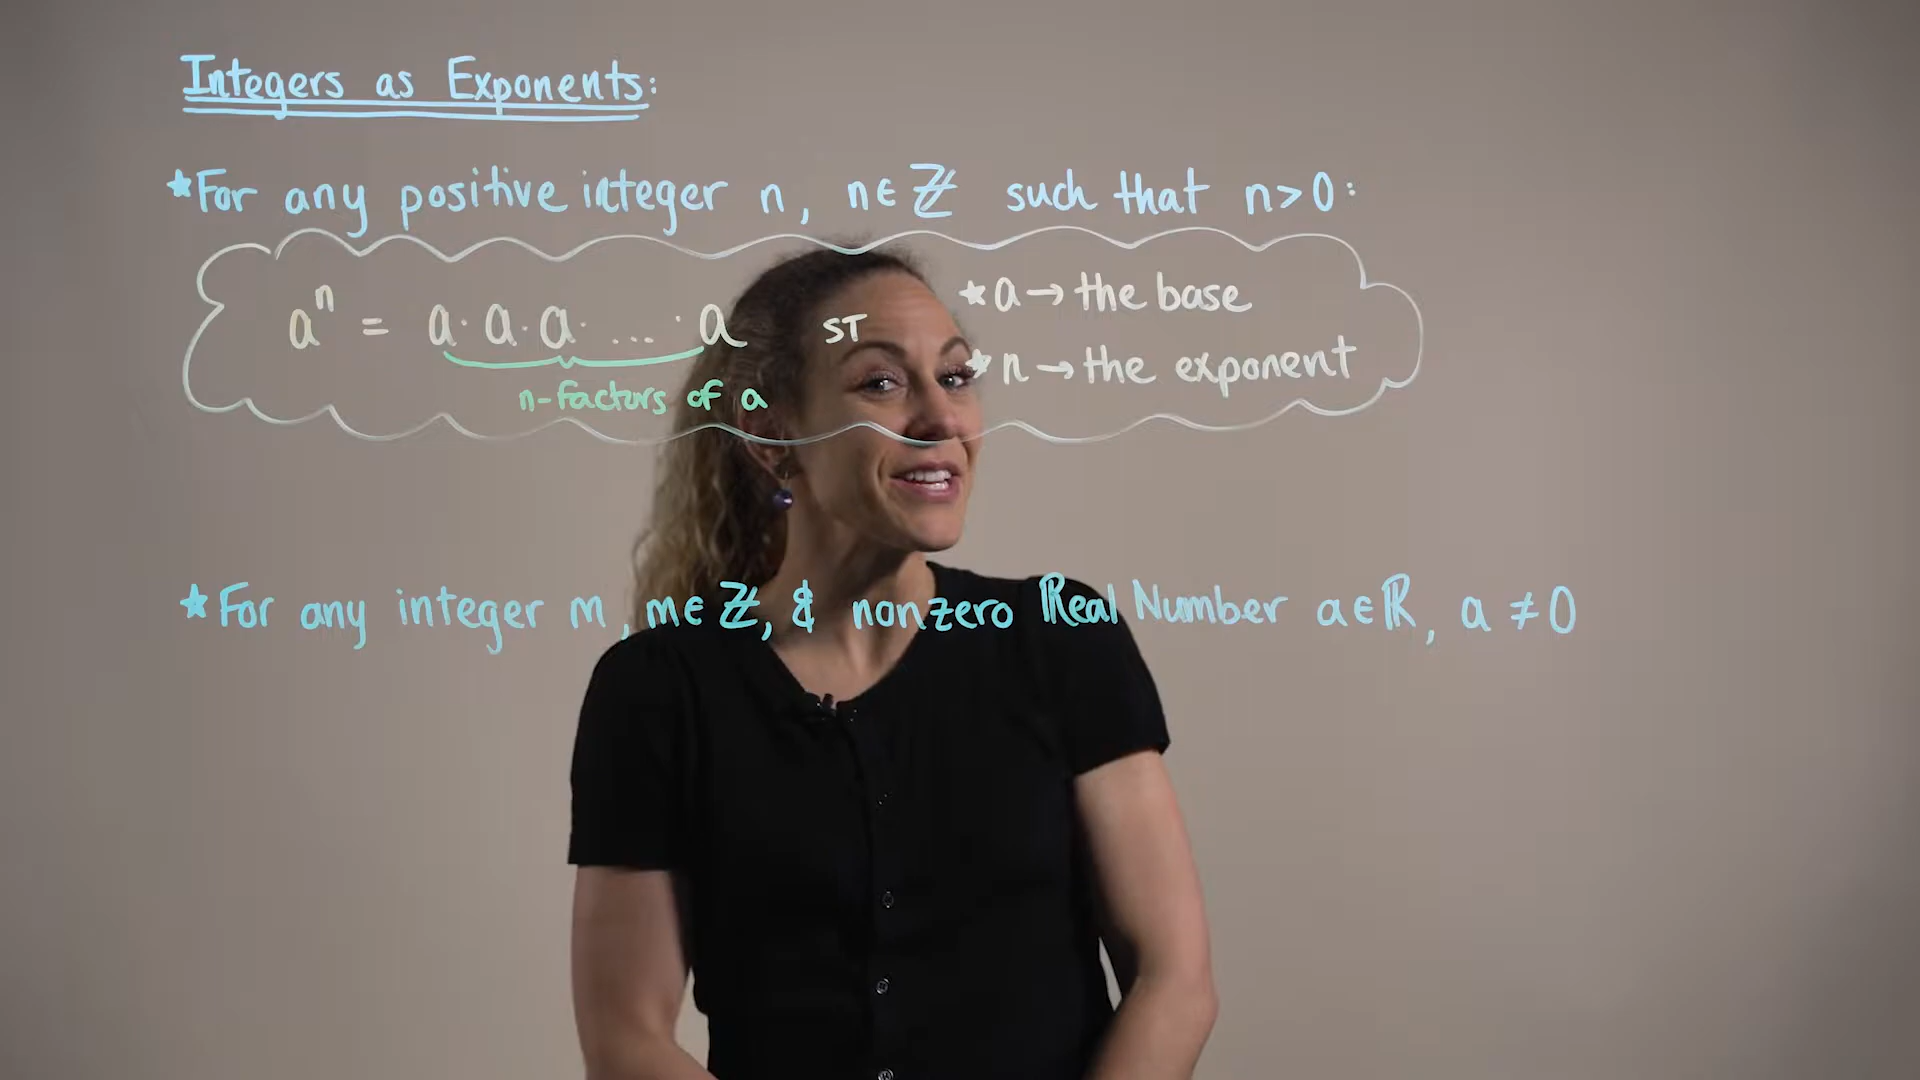 Integers as Exponents:
★For any positive integer n, n∈ℤ such that n>0:
aⁿ = a·a·a·...·a ST ★a→the base
★n→the exponent
n-factors of a
★For any integer m, m∈ℤ, & nonzero Real Number a∈ℝ, a≠0